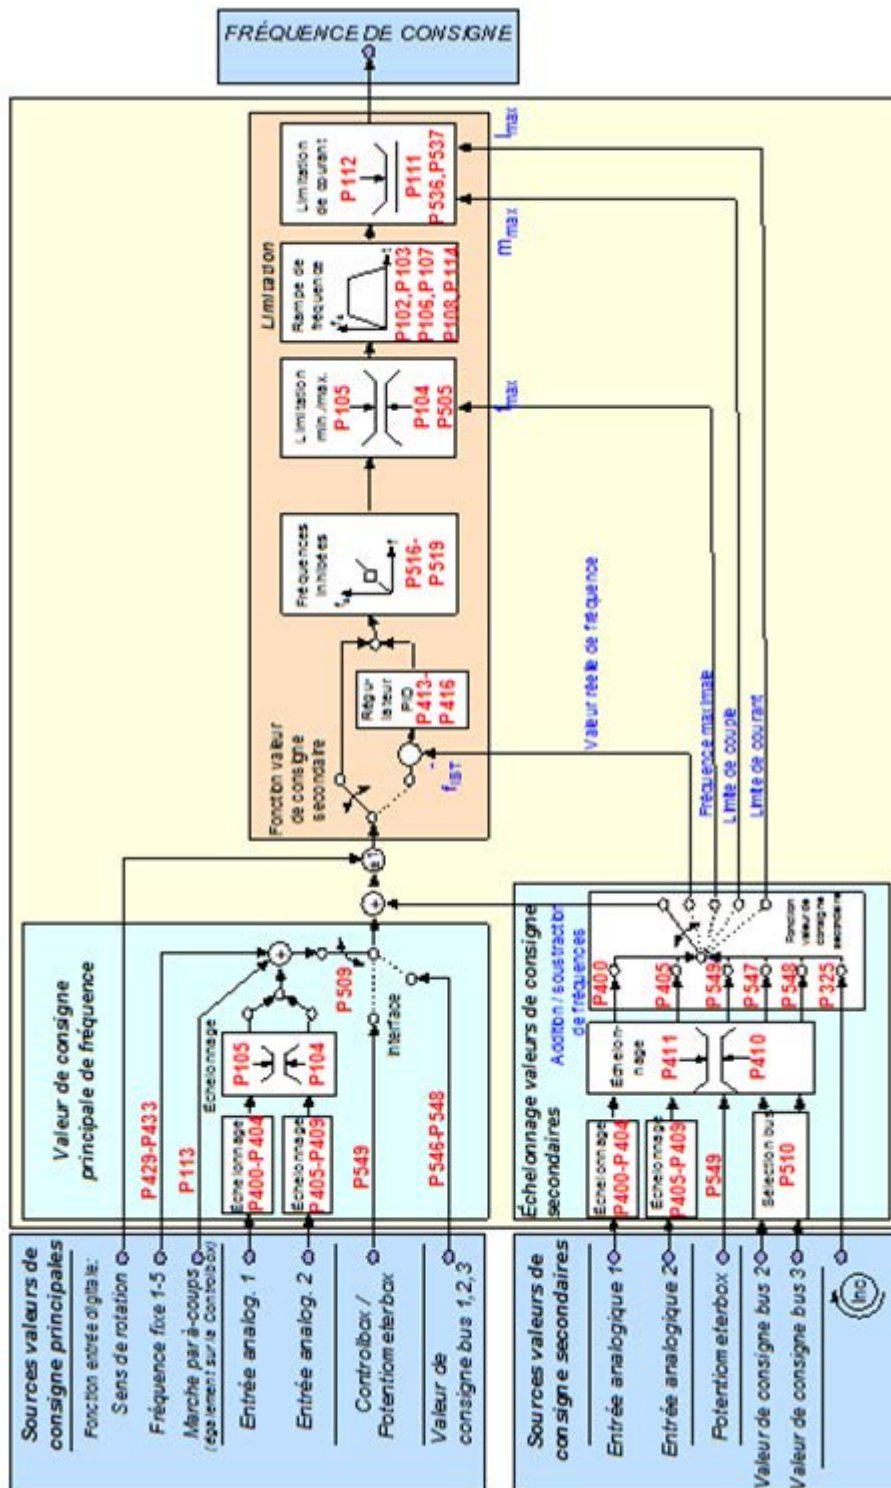 FRÉQUENCE DE CONSIGNE
Limitation
Limitation
de courant
P112
P111
P536,P537
Rampe de
fréquence
P102,P103
P106,P107
P108,P114
Limitation
min./max.
P105
P104
P505
Fréquences
inhibées
P516-
P519
Fonction valeur
de consigne
secondaire
Régu-
lateur
PID
P413-
P416
-
fIST
fmax
mmax
Imax
Valeur réelle de fréquence
Fréquence maximale
Limite de couple
Limite de courant
Valeur de consigne
principale de fréquence
P429-P433
P113
Échelonnage
P105
P104
Échelonnage
P400-P404
Échelonnage
P405-P409
P509
Interface
P549
P546-P548
Addition / soustraction
de fréquences
Échelonnage valeurs de consigne
secondaires
Échelonnage
P400-P404
Échelonnage
P405-P409
P549
Sélection bus
P510
Échelon-
nage
P411
P410
P400
P405
P549
P547
P548
P325
Fonction
valeur de
consigne
secondaire
Sources valeurs de
consigne principales
Fonction entrée digitale.:
Sens de rotation
Fréquence fixe 1-5
Marche par à-coups
(également sur la Controlbox)
Entrée analog. 1
Entrée analog. 2
Controlbox /
Potentiometerbox
Valeur de
consigne bus 1,2,3
Sources valeurs de
consigne secondaires
Entrée analogique 1
Entrée analogique 2
Potentiometerbox
Valeur de consigne bus 2
Valeur de consigne bus 3
Inc